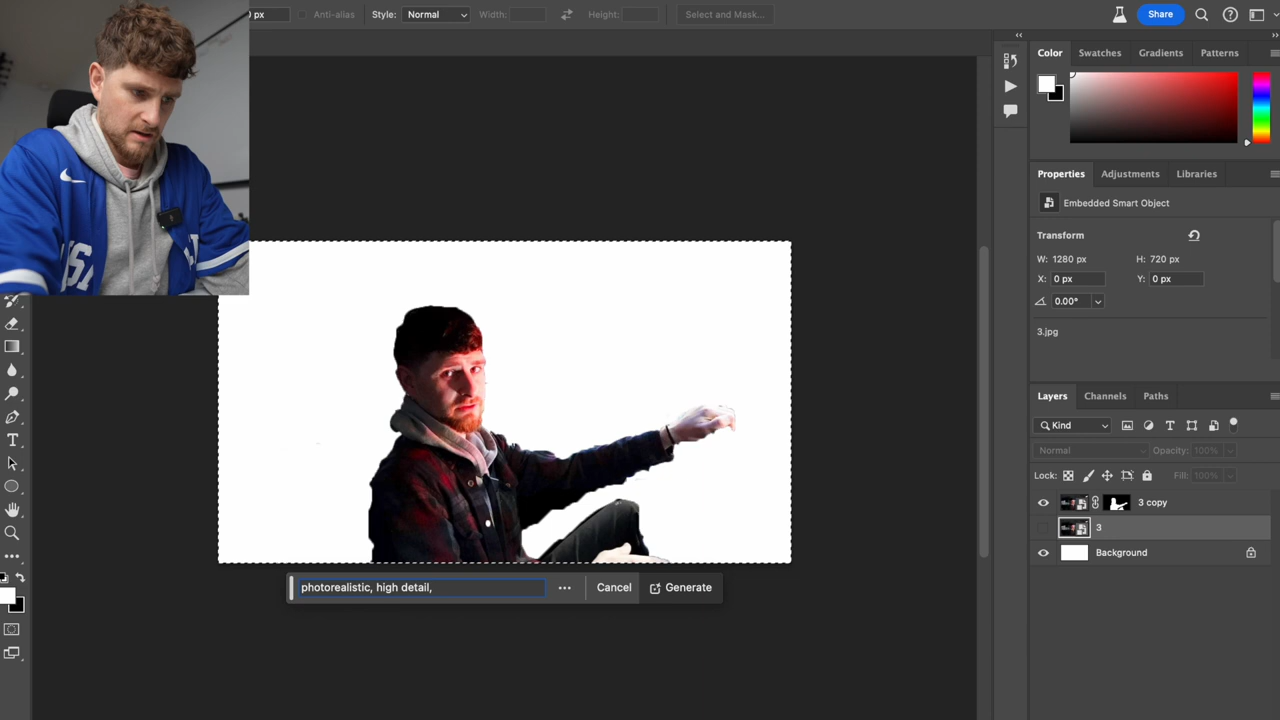 px
Anti-alias
Style:
Normal
Width:
Height:
Select and Mask...
Share
Color
Swatches
Gradients
Patterns
Properties
Adjustments
Libraries
Embedded Smart Object
Transform
W: 1280 px
H: 720 px
X: 0 px
Y: 0 px
0.00°
3.jpg
Layers
Channels
Paths
Kind
Normal
Opacity: 100%
Lock:
Fill: 100%
3 copy
3
Background
photorealistic, high detail,
Cancel
Generate